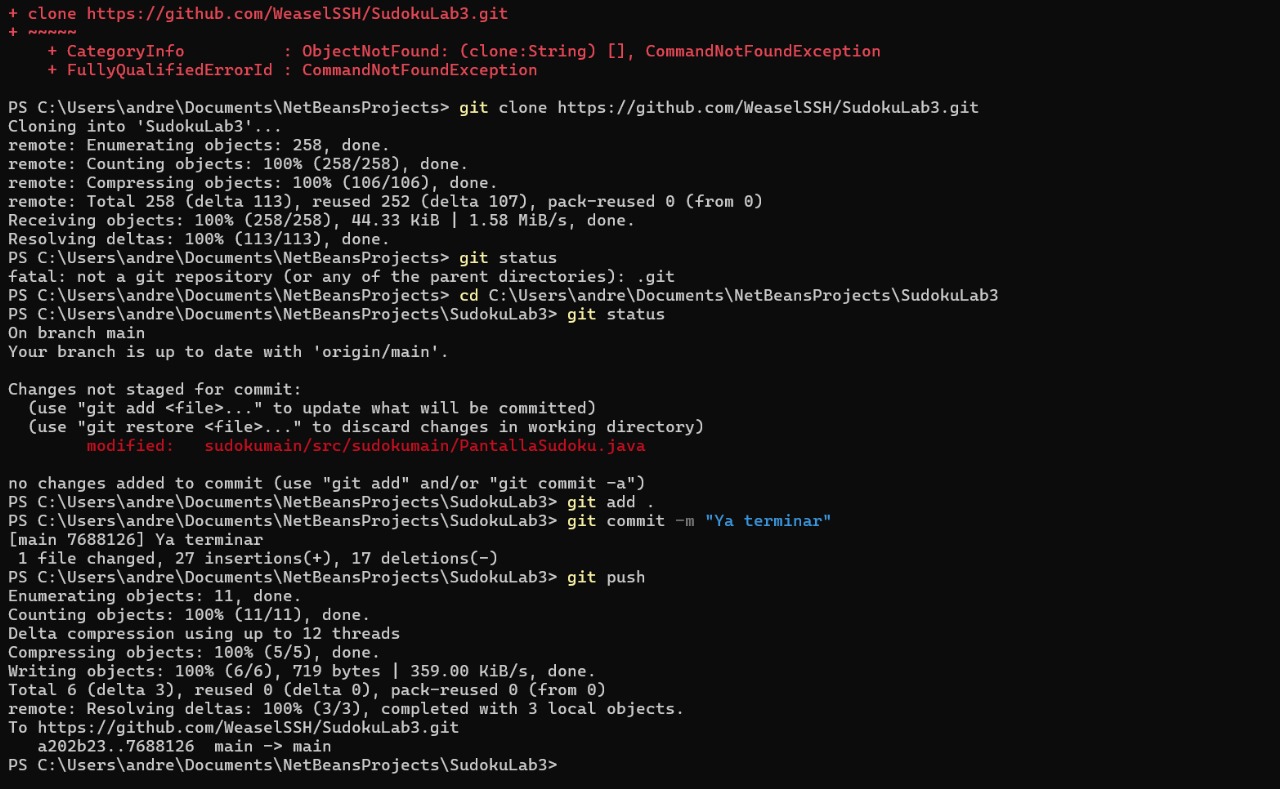 + clone https://github.com/WeaselSSH/SudokuLab3.git
+ ~~~~~
    + CategoryInfo          : ObjectNotFound: (clone:String) [], CommandNotFoundException
    + FullyQualifiedErrorId : CommandNotFoundException

PS C:\Users\andre\Documents\NetBeansProjects> git clone https://github.com/WeaselSSH/SudokuLab3.git
Cloning into 'SudokuLab3'...
remote: Enumerating objects: 258, done.
remote: Counting objects: 100% (258/258), done.
remote: Compressing objects: 100% (106/106), done.
remote: Total 258 (delta 113), reused 252 (delta 107), pack-reused 0 (from 0)
Receiving objects: 100% (258/258), 44.33 KiB | 1.58 MiB/s, done.
Resolving deltas: 100% (113/113), done.
PS C:\Users\andre\Documents\NetBeansProjects> git status
fatal: not a git repository (or any of the parent directories): .git
PS C:\Users\andre\Documents\NetBeansProjects> cd C:\Users\andre\Documents\NetBeansProjects\SudokuLab3
PS C:\Users\andre\Documents\NetBeansProjects\SudokuLab3> git status
On branch main
Your branch is up to date with 'origin/main'.

Changes not staged for commit:
  (use "git add <file>..." to update what will be committed)
  (use "git restore <file>..." to discard changes in working directory)
        modified:   sudokumain/src/sudokumain/PantallaSudoku.java

no changes added to commit (use "git add" and/or "git commit -a")
PS C:\Users\andre\Documents\NetBeansProjects\SudokuLab3> git add .
PS C:\Users\andre\Documents\NetBeansProjects\SudokuLab3> git commit -m "Ya terminar"
[main 7688126] Ya terminar
 1 file changed, 27 insertions(+), 17 deletions(-)
PS C:\Users\andre\Documents\NetBeansProjects\SudokuLab3> git push
Enumerating objects: 11, done.
Counting objects: 100% (11/11), done.
Delta compression using up to 12 threads
Compressing objects: 100% (5/5), done.
Writing objects: 100% (6/6), 719 bytes | 359.00 KiB/s, done.
Total 6 (delta 3), reused 0 (delta 0), pack-reused 0 (from 0)
remote: Resolving deltas: 100% (3/3), completed with 3 local objects.
To https://github.com/WeaselSSH/SudokuLab3.git
   a202b23..7688126  main -> main
PS C:\Users\andre\Documents\NetBeansProjects\SudokuLab3>